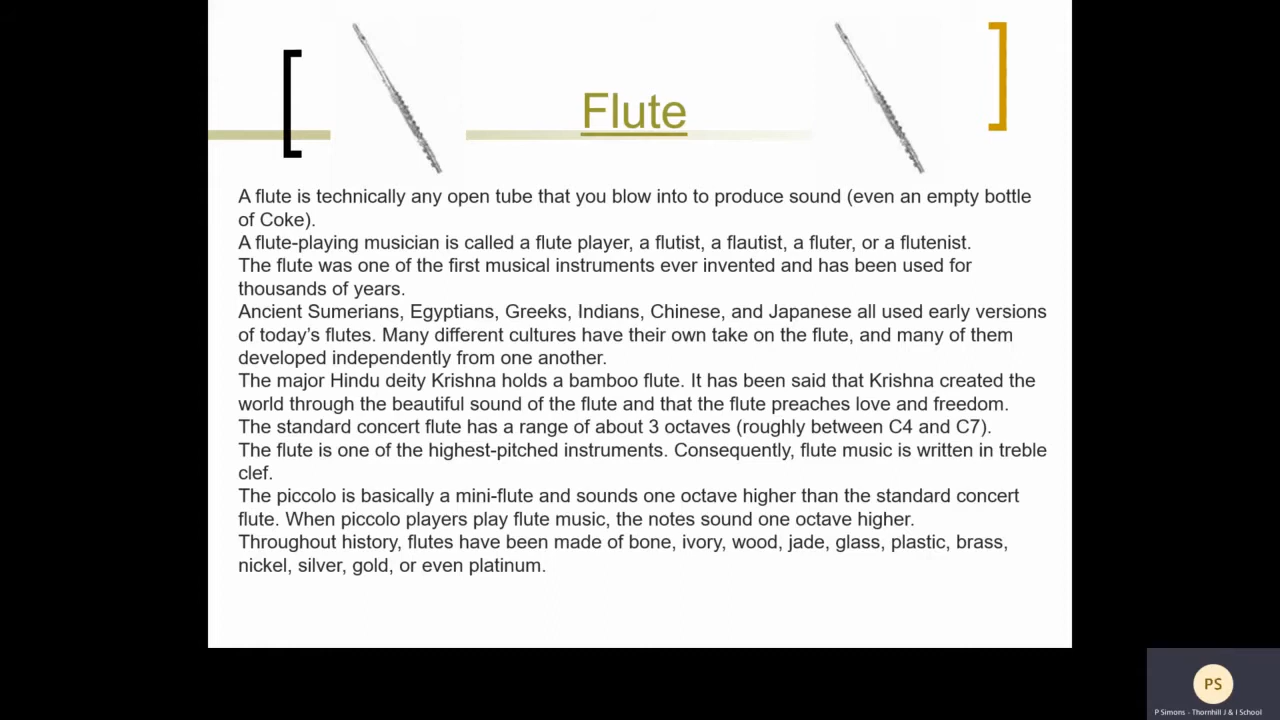 Flute
A flute is technically any open tube that you blow into to produce sound (even an empty bottle
of Coke).
A flute-playing musician is called a flute player, a flutist, a flautist, a fluter, or a flutenist.
The flute was one of the first musical instruments ever invented and has been used for
thousands of years.
Ancient Sumerians, Egyptians, Greeks, Indians, Chinese, and Japanese all used early versions
of today’s flutes. Many different cultures have their own take on the flute, and many of them
developed independently from one another.
The major Hindu deity Krishna holds a bamboo flute. It has been said that Krishna created the
world through the beautiful sound of the flute and that the flute preaches love and freedom.
The standard concert flute has a range of about 3 octaves (roughly between C4 and C7).
The flute is one of the highest-pitched instruments. Consequently, flute music is written in treble
clef.
The piccolo is basically a mini-flute and sounds one octave higher than the standard concert
flute. When piccolo players play flute music, the notes sound one octave higher.
Throughout history, flutes have been made of bone, ivory, wood, jade, glass, plastic, brass,
nickel, silver, gold, or even platinum.
PS
P Simons - Thornhill J & I School